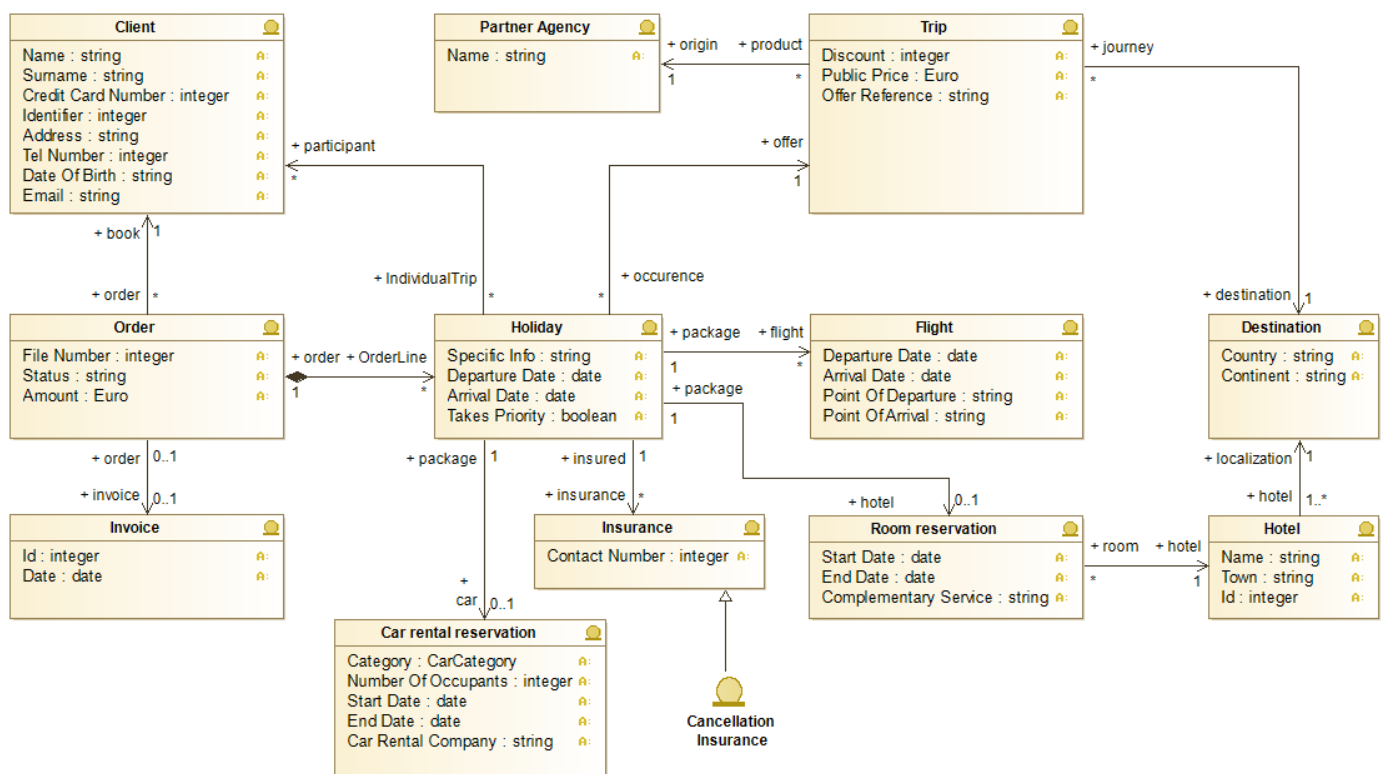 Client
Name : string
Surname : string
Credit Card Number : integer
Identifier : integer
Address : string
Tel Number : integer
Date Of Birth : string
Email : string
Partner Agency
Name : string
+ origin + product
1 *
Trip
Discount : integer
Public Price : Euro
Offer Reference : string
+ journey
*
+ participant
*
+ offer
1
+ book 1
+ order *
+ IndividualTrip
*
+ occurence
*
+ destination 1
Order
File Number : integer
Status : string
Amount : Euro
+ order + OrderLine
1 *
Holiday
Specific Info : string
Departure Date : date
Arrival Date : date
Takes Priority : boolean
+ package + flight
1 *
+ package
1
Flight
Departure Date : date
Arrival Date : date
Point Of Departure : string
Point Of Arrival : string
Destination
Country : string
Continent : string
+ order 0..1
+ invoice 0..1
+ package 1
+ insured 1
+ insurance *
+ hotel 0..1
+ localization 1
+ hotel 1..*
Invoice
Id : integer
Date : date
Insurance
Contact Number : integer
Room reservation
Start Date : date
End Date : date
Complementary Service : string
+ room + hotel
* 1
Hotel
Name : string
Town : string
Id : integer
+
car 0..1
Car rental reservation
Category : CarCategory
Number Of Occupants : integer
Start Date : date
End Date : date
Car Rental Company : string
Cancellation
Insurance